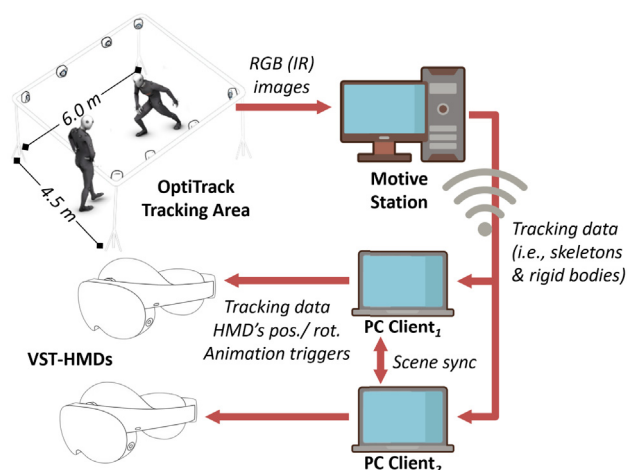 RGB (IR)
images
6.0 m
4.5 m
OptiTrack
Tracking Area
Motive
Station
Tracking data
(i.e., skeletons
& rigid bodies)
PC Client₁
Tracking data
HMD's pos./ rot.
Animation triggers
VST-HMDs
Scene sync
PC Client